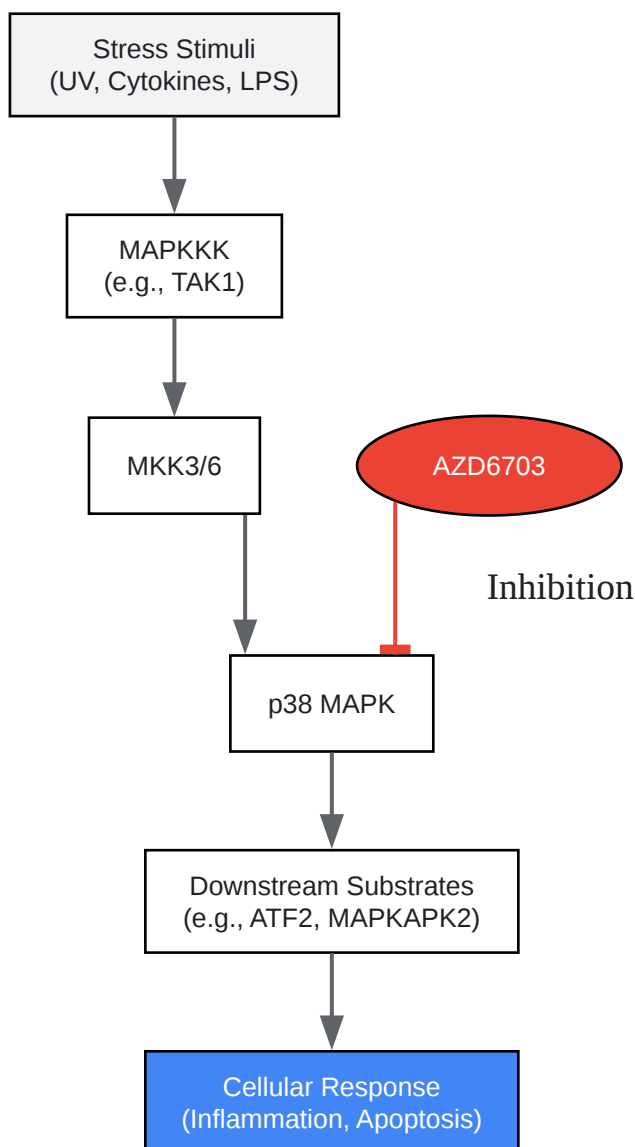 Stress Stimuli
(UV, Cytokines, LPS)
MAPKKK
(e.g., TAK1)
MKK3/6
AZD6703
Inhibition
p38 MAPK
Downstream Substrates
(e.g., ATF2, MAPKAPK2)
Cellular Response
(Inflammation, Apoptosis)